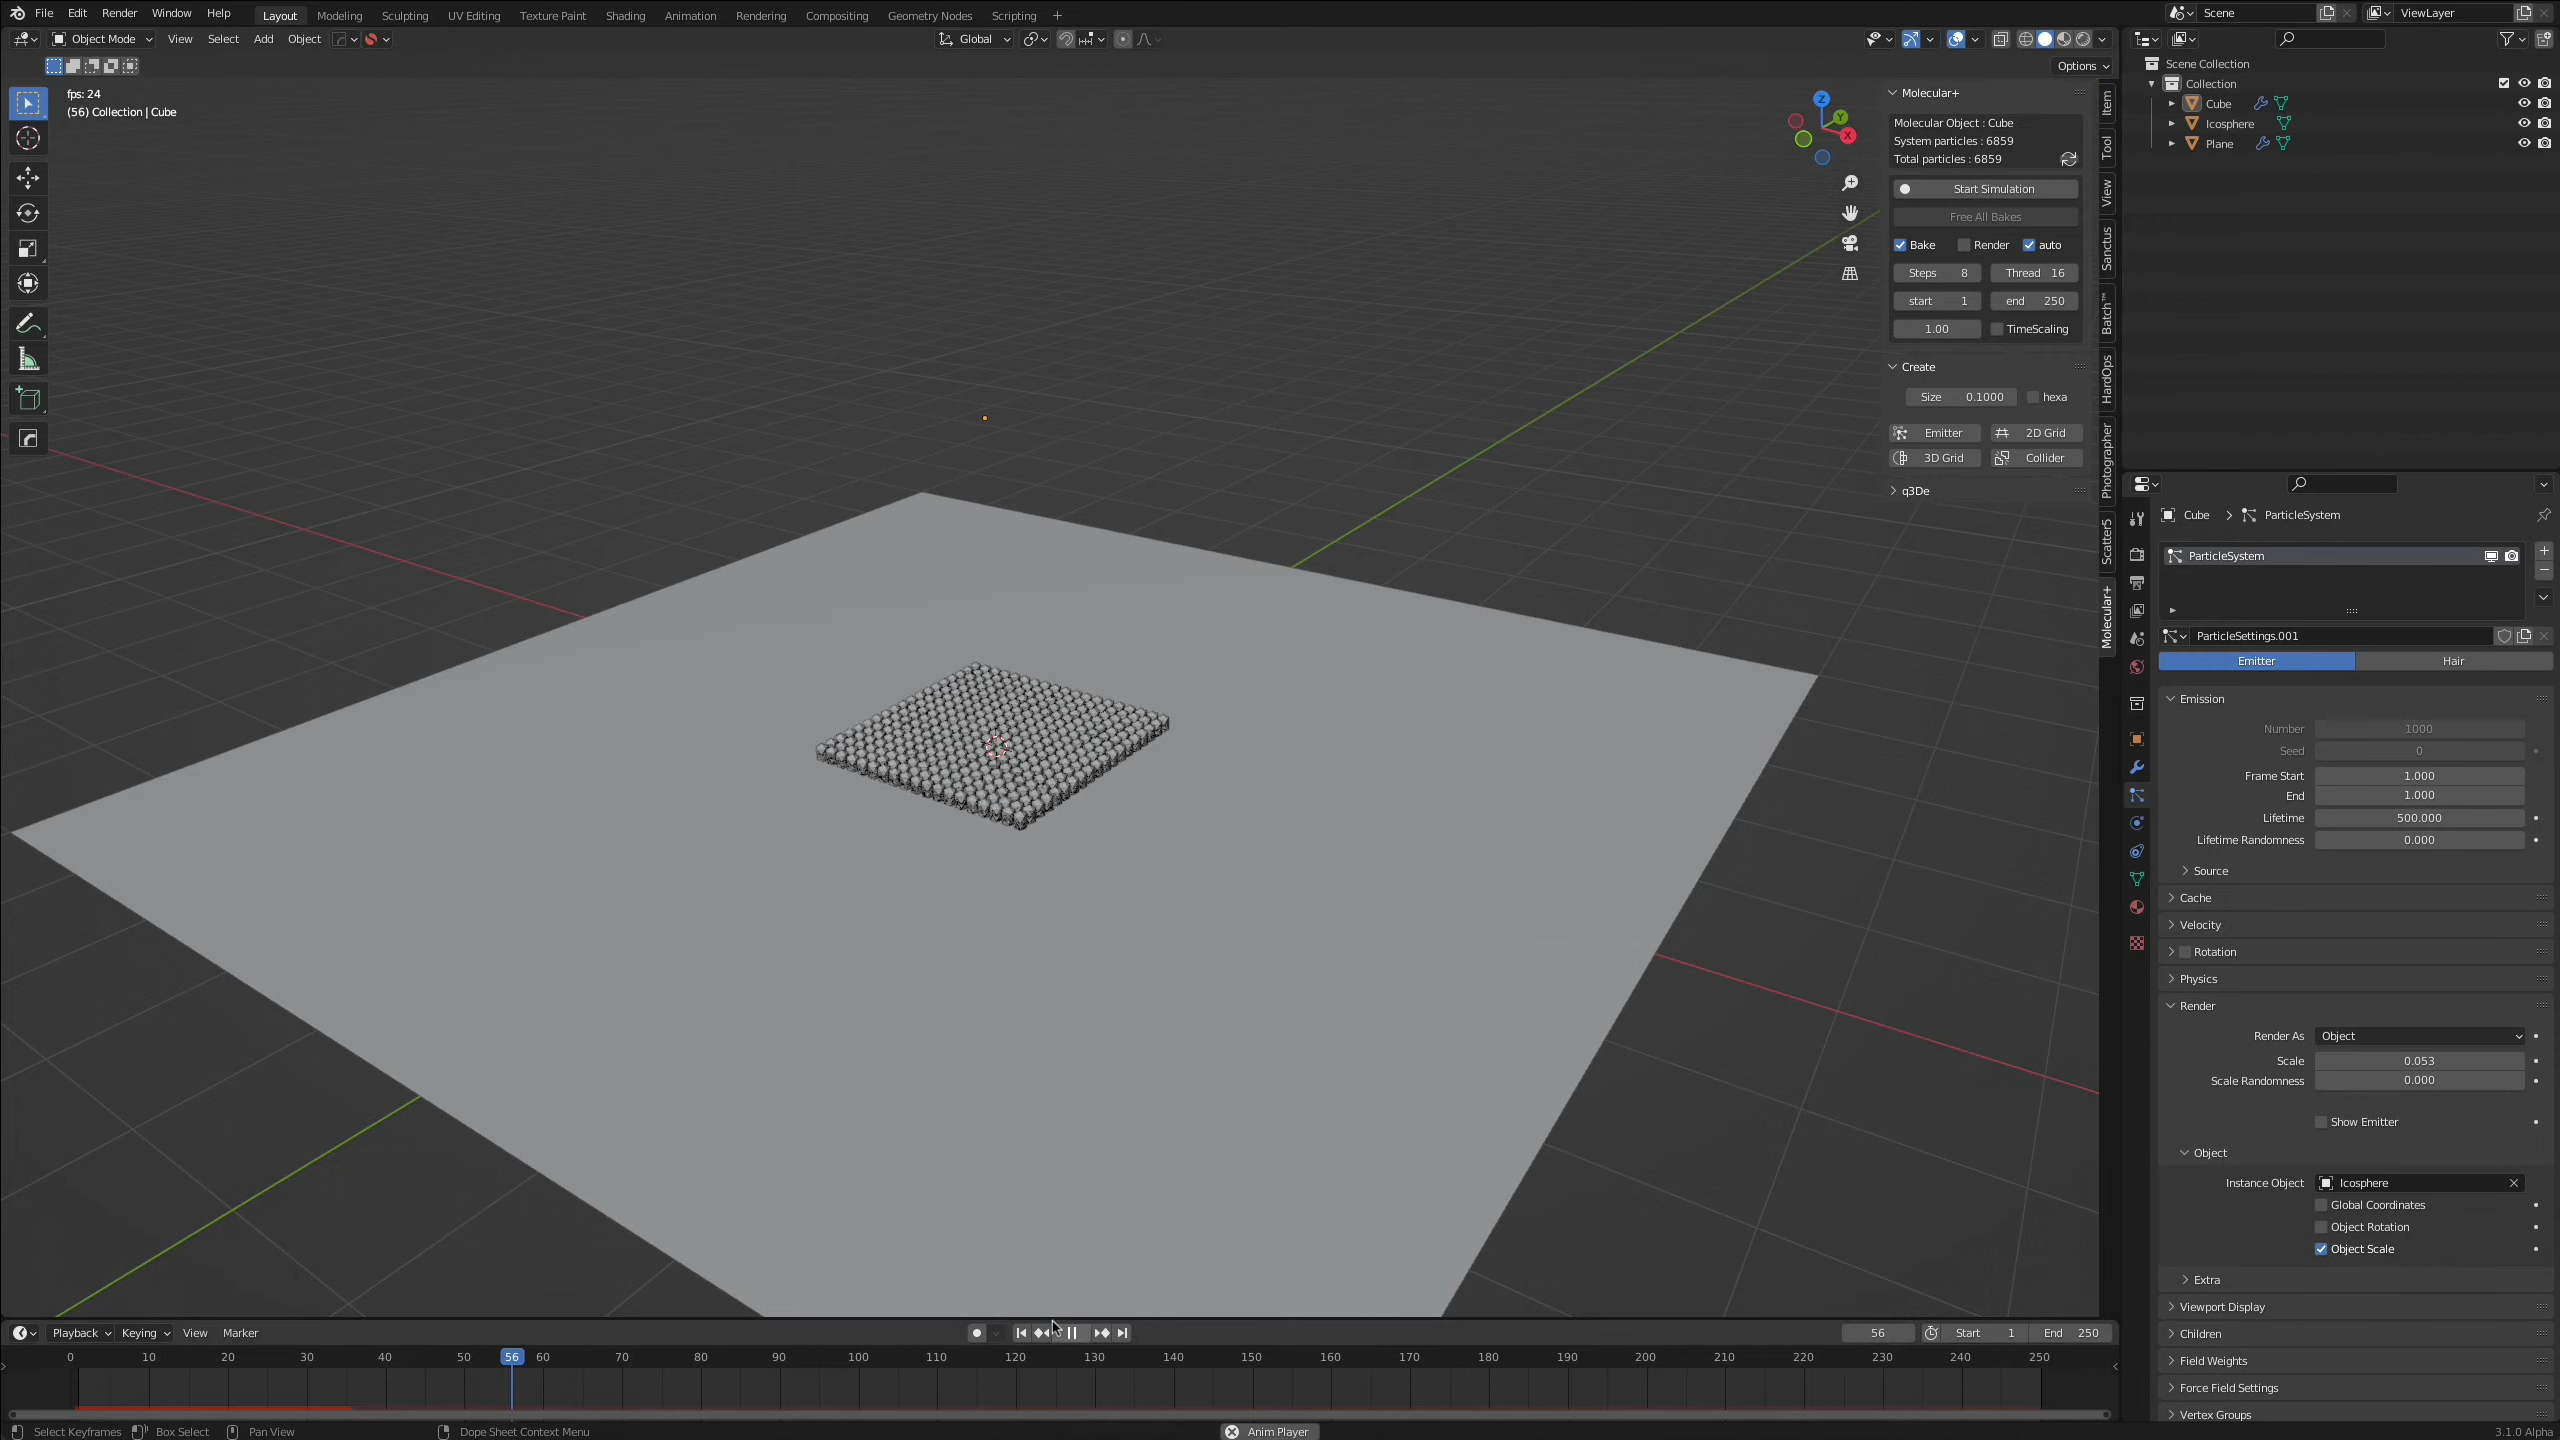 File Edit Render Window Help Layout Modeling Sculpting UV Editing Texture Paint Shading Animation Rendering Compositing Geometry Nodes Scripting + Scene ViewLayer
Object Mode View Select Add Object Global
Options
fps: 24
(56) Collection | Cube
Z
Y
X
Molecular+
Molecular Object : Cube
System particles : 6859
Total particles : 6859
Start Simulation
Free All Bakes
Bake Render auto
Steps 8 Thread 16
start 1 end 250
1.00 TimeScaling
Create
Size 0.1000 hexa
Emitter 2D Grid
3D Grid Collider
q3De
Item
Tool
View
Sanctus
Batch™
HardOps
Photographer
Scatter5
Molecular+
Scene Collection
Collection
Cube
Icosphere
Plane
Cube > ParticleSystem
ParticleSystem
ParticleSettings.001
Emitter Hair
Emission
Number 1000
Seed 0
Frame Start 1.000
End 1.000
Lifetime 500.000
Lifetime Randomness 0.000
Source
Cache
Velocity
Rotation
Physics
Render
Render As Object
Scale 0.053
Scale Randomness 0.000
Show Emitter
Object
Instance Object Icosphere
Global Coordinates
Object Rotation
Object Scale
Extra
Viewport Display
Children
Field Weights
Force Field Settings
Vertex Groups
Playback Keying View Marker 56 Start 1 End 250
0 10 20 30 40 50 56 60 70 80 90 100 110 120 130 140 150 160 170 180 190 200 210 220 230 240 250
Select Keyframes Box Select Pan View Dope Sheet Context Menu Anim Player 3.1.0 Alpha